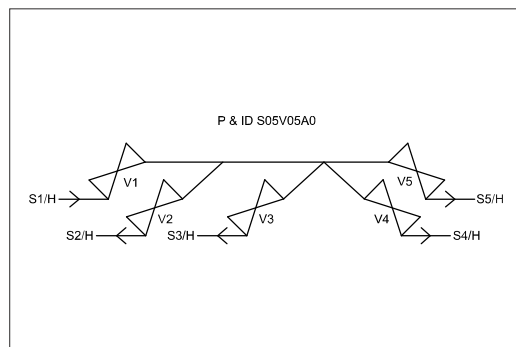 P & ID S05V05A0
V1
V5
S1/H
S5/H
V2
V3
V4
S2/H
S3/H
S4/H